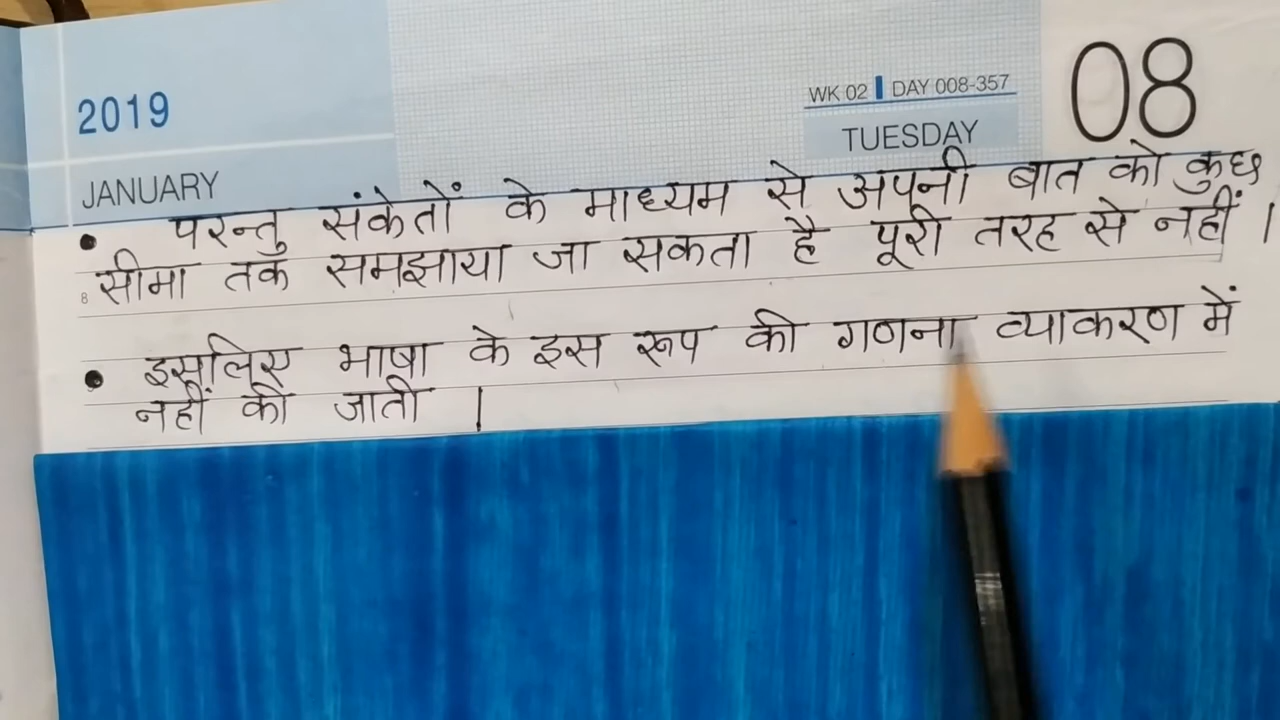 2019
WK 02 DAY 008-357
08
TUESDAY
JANUARY
• परन्तु संकेतों के माध्यम से अपनी बात को कुछ
सीमा तक समझाया जा सकता है पूरी तरह से नहीं ।
8
• इसलिए भाषा के इस रूप की गणना व्याकरण में
नहीं की जाती ।